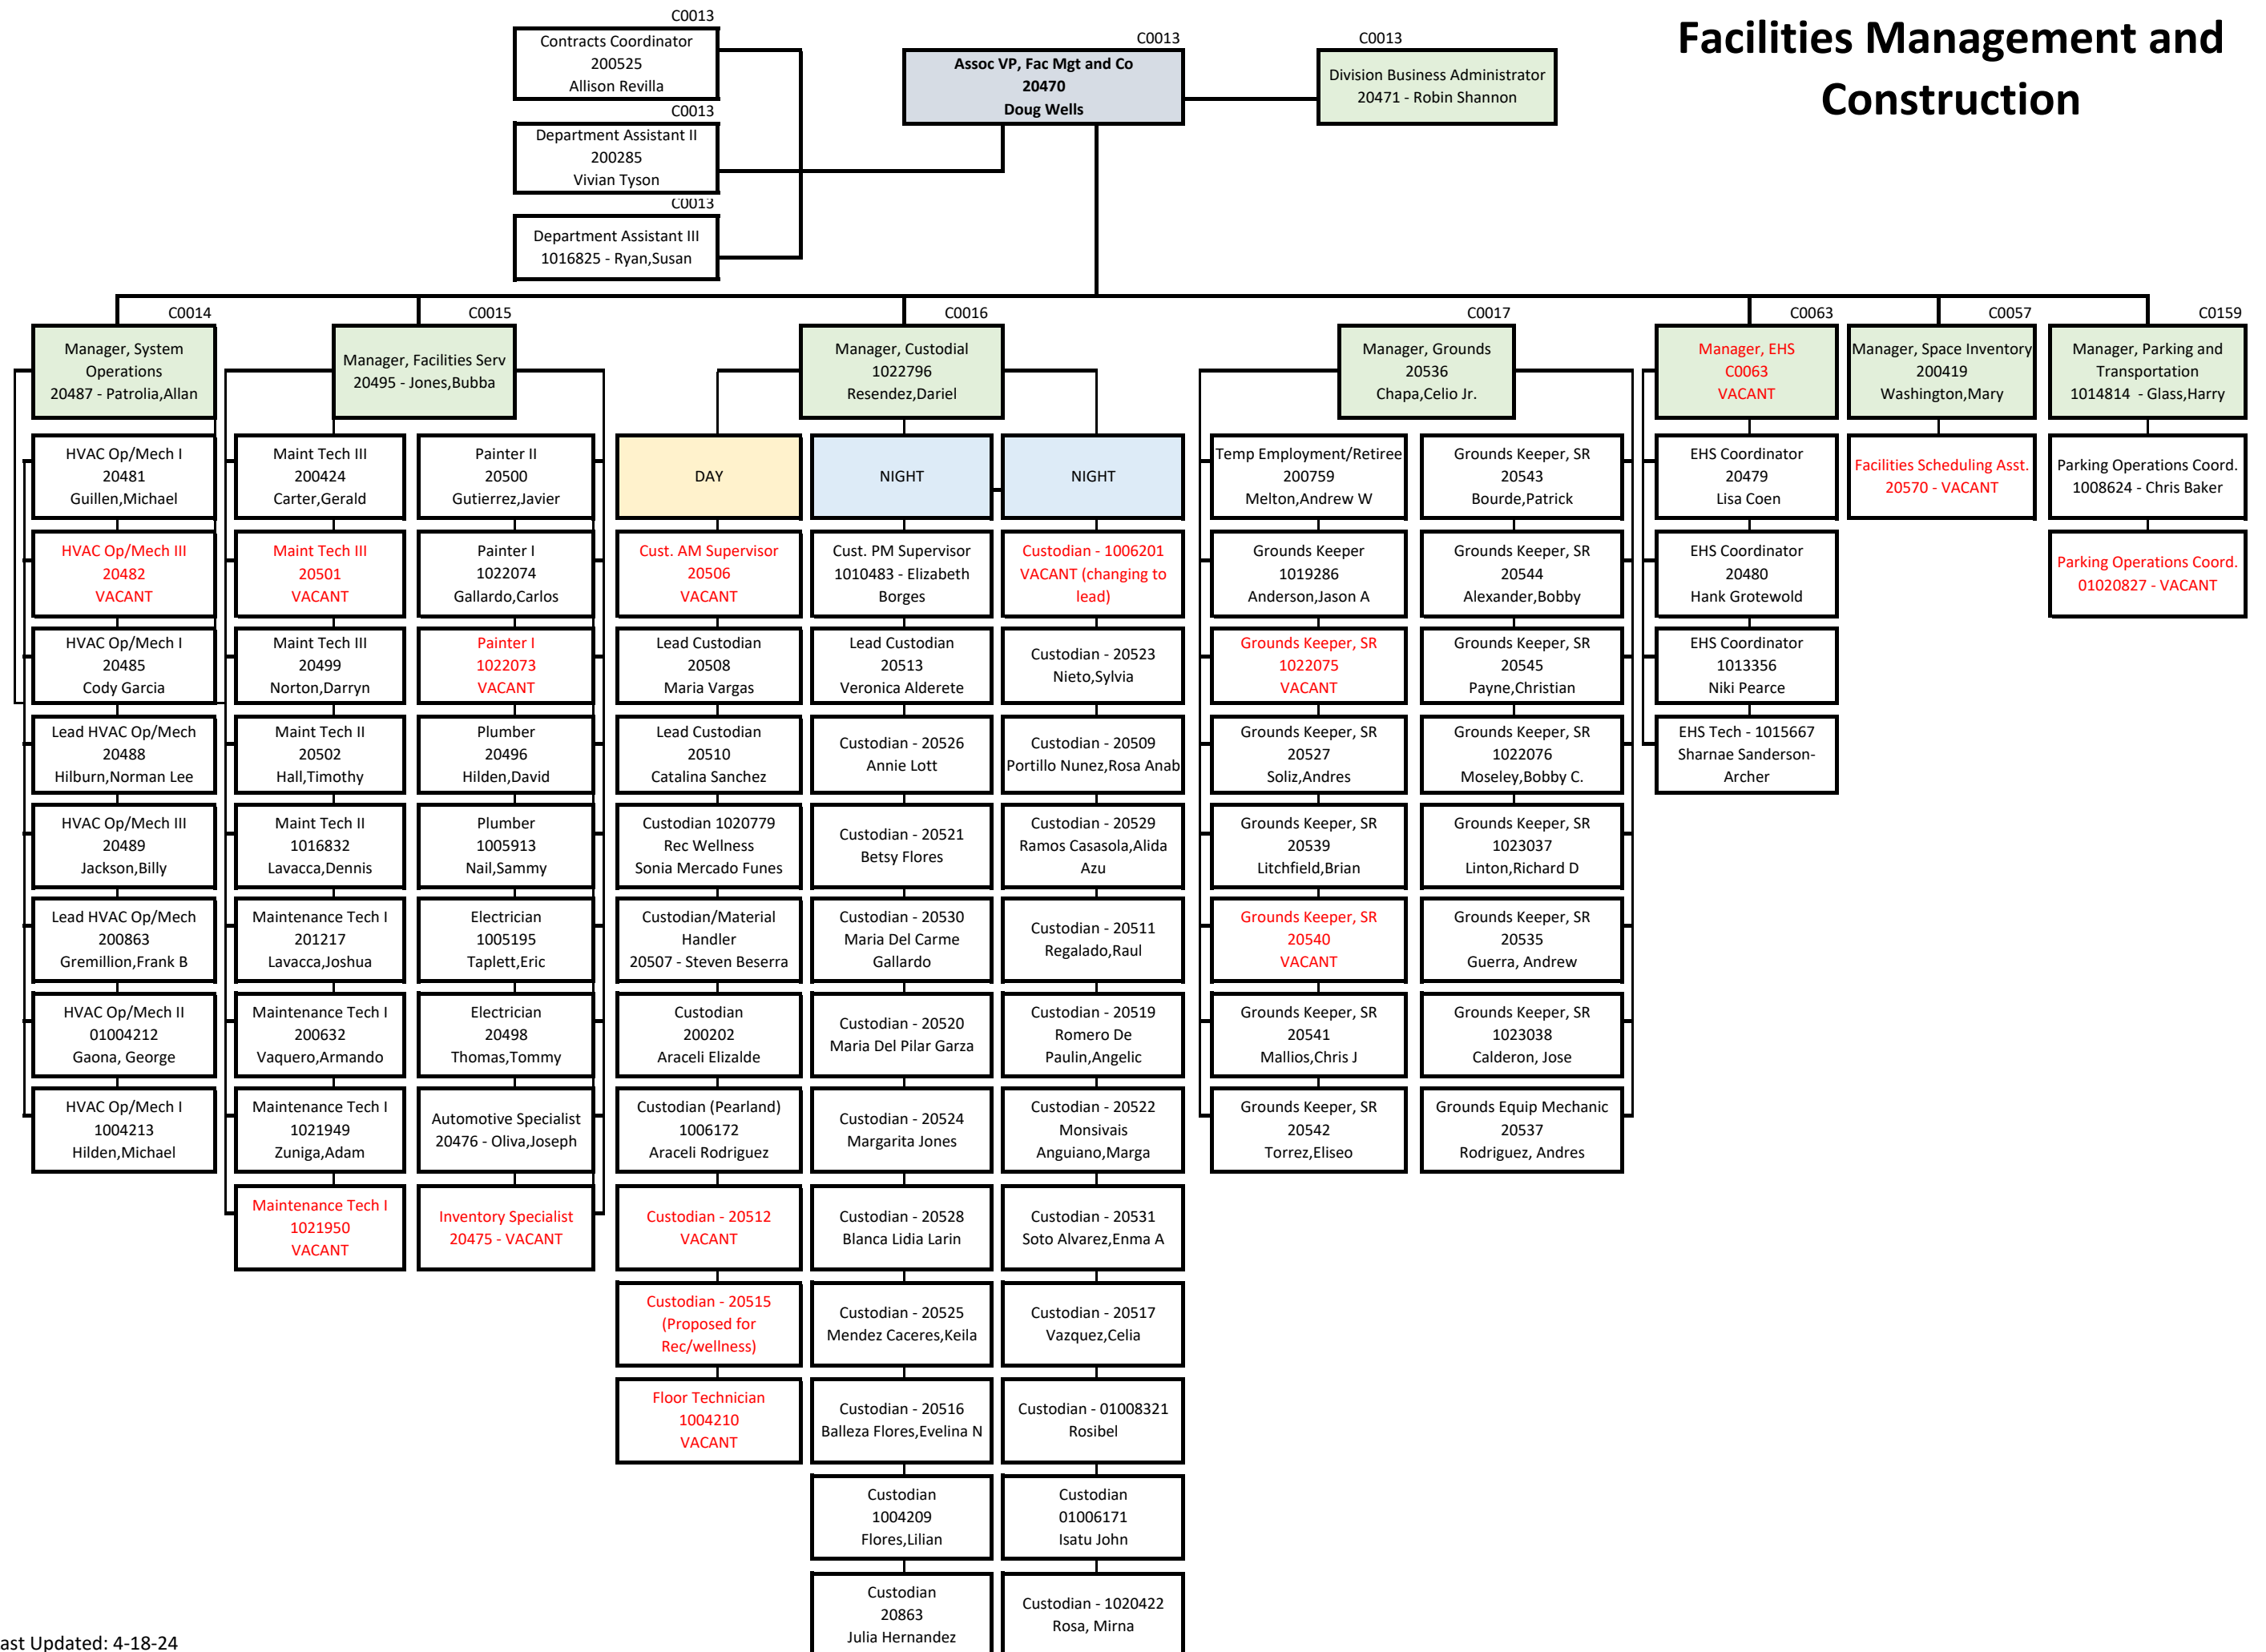 Facilities Management and
Construction
C0013
Contracts Coordinator
200525
Allison Revilla
C0013
Department Assistant II
200285
Vivian Tyson
C0013
Department Assistant III
1016825 - Ryan,Susan
C0013
Assoc VP, Fac Mgt and Co
20470
Doug Wells
C0013
Division Business Administrator
20471 - Robin Shannon
C0014
Manager, System
Operations
20487 - Patrolia,Allan
HVAC Op/Mech I
20481
Guillen,Michael
HVAC Op/Mech III
20482
VACANT
HVAC Op/Mech I
20485
Cody Garcia
Lead HVAC Op/Mech
20488
Hilburn,Norman Lee
HVAC Op/Mech III
20489
Jackson,Billy
Lead HVAC Op/Mech
200863
Gremillion,Frank B
HVAC Op/Mech II
01004212
Gaona, George
HVAC Op/Mech I
1004213
Hilden,Michael
C0015
Manager, Facilities Serv
20495 - Jones,Bubba
Maint Tech III
200424
Carter,Gerald
Maint Tech III
20501
VACANT
Maint Tech III
20499
Norton,Darryn
Maint Tech II
20502
Hall,Timothy
Maint Tech II
1016832
Lavacca,Dennis
Maintenance Tech I
201217
Lavacca,Joshua
Maintenance Tech I
200632
Vaquero,Armando
Maintenance Tech I
1021949
Zuniga,Adam
Maintenance Tech I
1021950
VACANT
Painter II
20500
Gutierrez,Javier
Painter I
1022074
Gallardo,Carlos
Painter I
1022073
VACANT
Plumber
20496
Hilden,David
Plumber
1005913
Nail,Sammy
Electrician
1005195
Taplett,Eric
Electrician
20498
Thomas,Tommy
Automotive Specialist
20476 - Oliva,Joseph
Inventory Specialist
20475 - VACANT
C0016
Manager, Custodial
1022796
Resendez,Dariel
DAY
Cust. AM Supervisor
20506
VACANT
Lead Custodian
20508
Maria Vargas
Lead Custodian
20510
Catalina Sanchez
Custodian 1020779
Rec Wellness
Sonia Mercado Funes
Custodian/Material
Handler
20507 - Steven Beserra
Custodian
200202
Araceli Elizalde
Custodian (Pearland)
1006172
Araceli Rodriguez
Custodian - 20512
VACANT
Custodian - 20515
(Proposed for
Rec/wellness)
Floor Technician
1004210
VACANT
NIGHT
Cust. PM Supervisor
1010483 - Elizabeth
Borges
Lead Custodian
20513
Veronica Alderete
Custodian - 20526
Annie Lott
Custodian - 20521
Betsy Flores
Custodian - 20530
Maria Del Carme
Gallardo
Custodian - 20520
Maria Del Pilar Garza
Custodian - 20524
Margarita Jones
Custodian - 20528
Blanca Lidia Larin
Custodian - 20525
Mendez Caceres,Keila
Custodian - 20516
Balleza Flores,Evelina N
Custodian
1004209
Flores,Lilian
Custodian
20863
Julia Hernandez
NIGHT
Custodian - 1006201
VACANT (changing to
lead)
Custodian - 20523
Nieto,Sylvia
Custodian - 20509
Portillo Nunez,Rosa Anab
Custodian - 20529
Ramos Casasola,Alida
Azu
Custodian - 20511
Regalado,Raul
Custodian - 20519
Romero De
Paulin,Angelic
Custodian - 20522
Monsivais
Anguiano,Marga
Custodian - 20531
Soto Alvarez,Enma A
Custodian - 20517
Vazquez,Celia
Custodian - 01008321
Rosibel
Custodian
01006171
Isatu John
Custodian - 1020422
Rosa, Mirna
C0017
Manager, Grounds
20536
Chapa,Celio Jr.
Temp Employment/Retiree
200759
Melton,Andrew W
Grounds Keeper
1019286
Anderson,Jason A
Grounds Keeper, SR
1022075
VACANT
Grounds Keeper, SR
20527
Soliz,Andres
Grounds Keeper, SR
20539
Litchfield,Brian
Grounds Keeper, SR
20540
VACANT
Grounds Keeper, SR
20541
Mallios,Chris J
Grounds Keeper, SR
20542
Torrez,Eliseo
Grounds Keeper, SR
20543
Bourde,Patrick
Grounds Keeper, SR
20544
Alexander,Bobby
Grounds Keeper, SR
20545
Payne,Christian
Grounds Keeper, SR
1022076
Moseley,Bobby C.
Grounds Keeper, SR
1023037
Linton,Richard D
Grounds Keeper, SR
20535
Guerra, Andrew
Grounds Keeper, SR
1023038
Calderon, Jose
Grounds Equip Mechanic
20537
Rodriguez, Andres
C0063
Manager, EHS
C0063
VACANT
EHS Coordinator
20479
Lisa Coen
EHS Coordinator
20480
Hank Grotewold
EHS Coordinator
1013356
Niki Pearce
EHS Tech - 1015667
Sharnae Sanderson-
Archer
C0057
Manager, Space Inventory
200419
Washington,Mary
Facilities Scheduling Asst.
20570 - VACANT
C0159
Manager, Parking and
Transportation
1014814 - Glass,Harry
Parking Operations Coord.
1008624 - Chris Baker
Parking Operations Coord.
01020827 - VACANT
ast Updated: 4-18-24